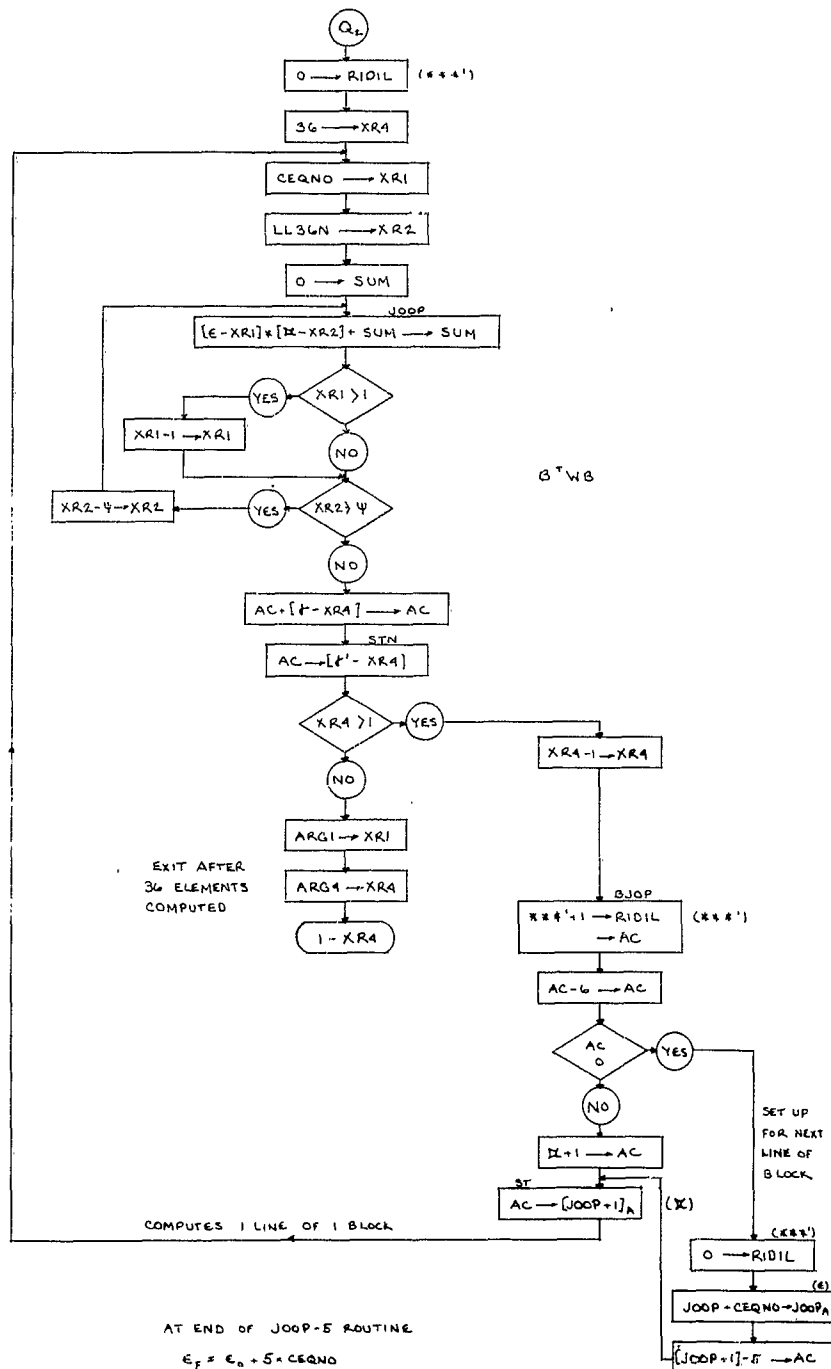 Q₂
0 → RIDIL (***')
36 → XR4
CEQNO → XR1
LL36N → XR2
0 → SUM
JOOP
[ϵ-XR1]*[Ϫ-XR2]+ SUM → SUM
XR1 > 1
YES
XR1-1 → XR1
NO
BᵀWB
XR2 > Ψ
YES
XR2-Ψ → XR2
NO
AC+[γ-XR4] → AC
STN
AC → [γ'-XR4]
XR4 > 1
YES
XR4-1 → XR4
NO
ARG1 → XR1
EXIT AFTER
36 ELEMENTS
COMPUTED
ARG4 → XR4
1-XR4
BJOP
***'+1 → RIDIL (***')
→ AC
AC-6 → AC
AC
0
YES
NO
SET UP
FOR NEXT
LINE OF
BLOCK
+1 → AC
ST
AC → [JOOP+1]ₐ
COMPUTES 1 LINE OF 1 BLOCK
(***')
0 → RIDIL
(ϵ)
JOOP + CEQNO → JOOPₐ
[JOOP+1]-5 → AC
AT END OF JOOP-5 ROUTINE
ϵ_F = ϵ₀ + 5 * CEQNO